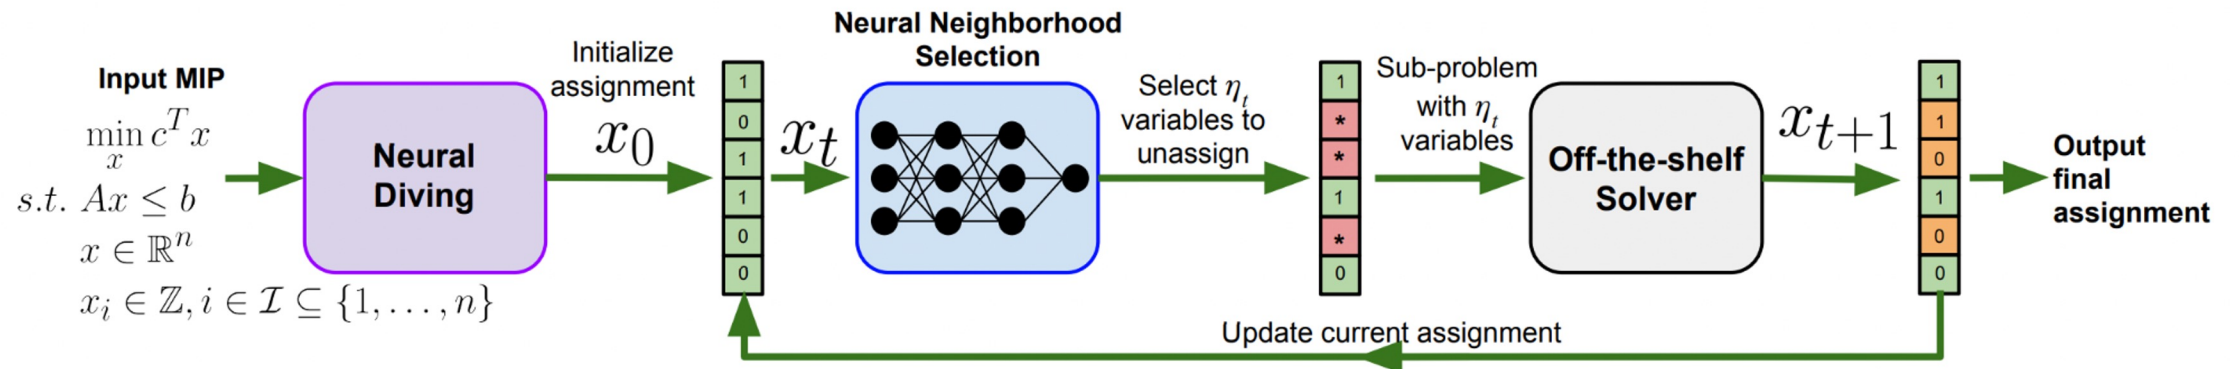 Input MIP
min c^T x
x
s.t. Ax ≤ b
x ∈ ℝ^n
x_i ∈ ℤ, i ∈ ℐ ⊆ {1, . . . , n}
Neural
Diving
Initialize
assignment
x_0
1
0
1
1
0
0
x_t
Neural Neighborhood
Selection
Select η_t
variables to
unassign
1
*
*
1
*
0
Sub-problem
with η_t
variables
Off-the-shelf
Solver
x_{t+1}
1
1
0
1
0
0
Output
final
assignment
Update current assignment